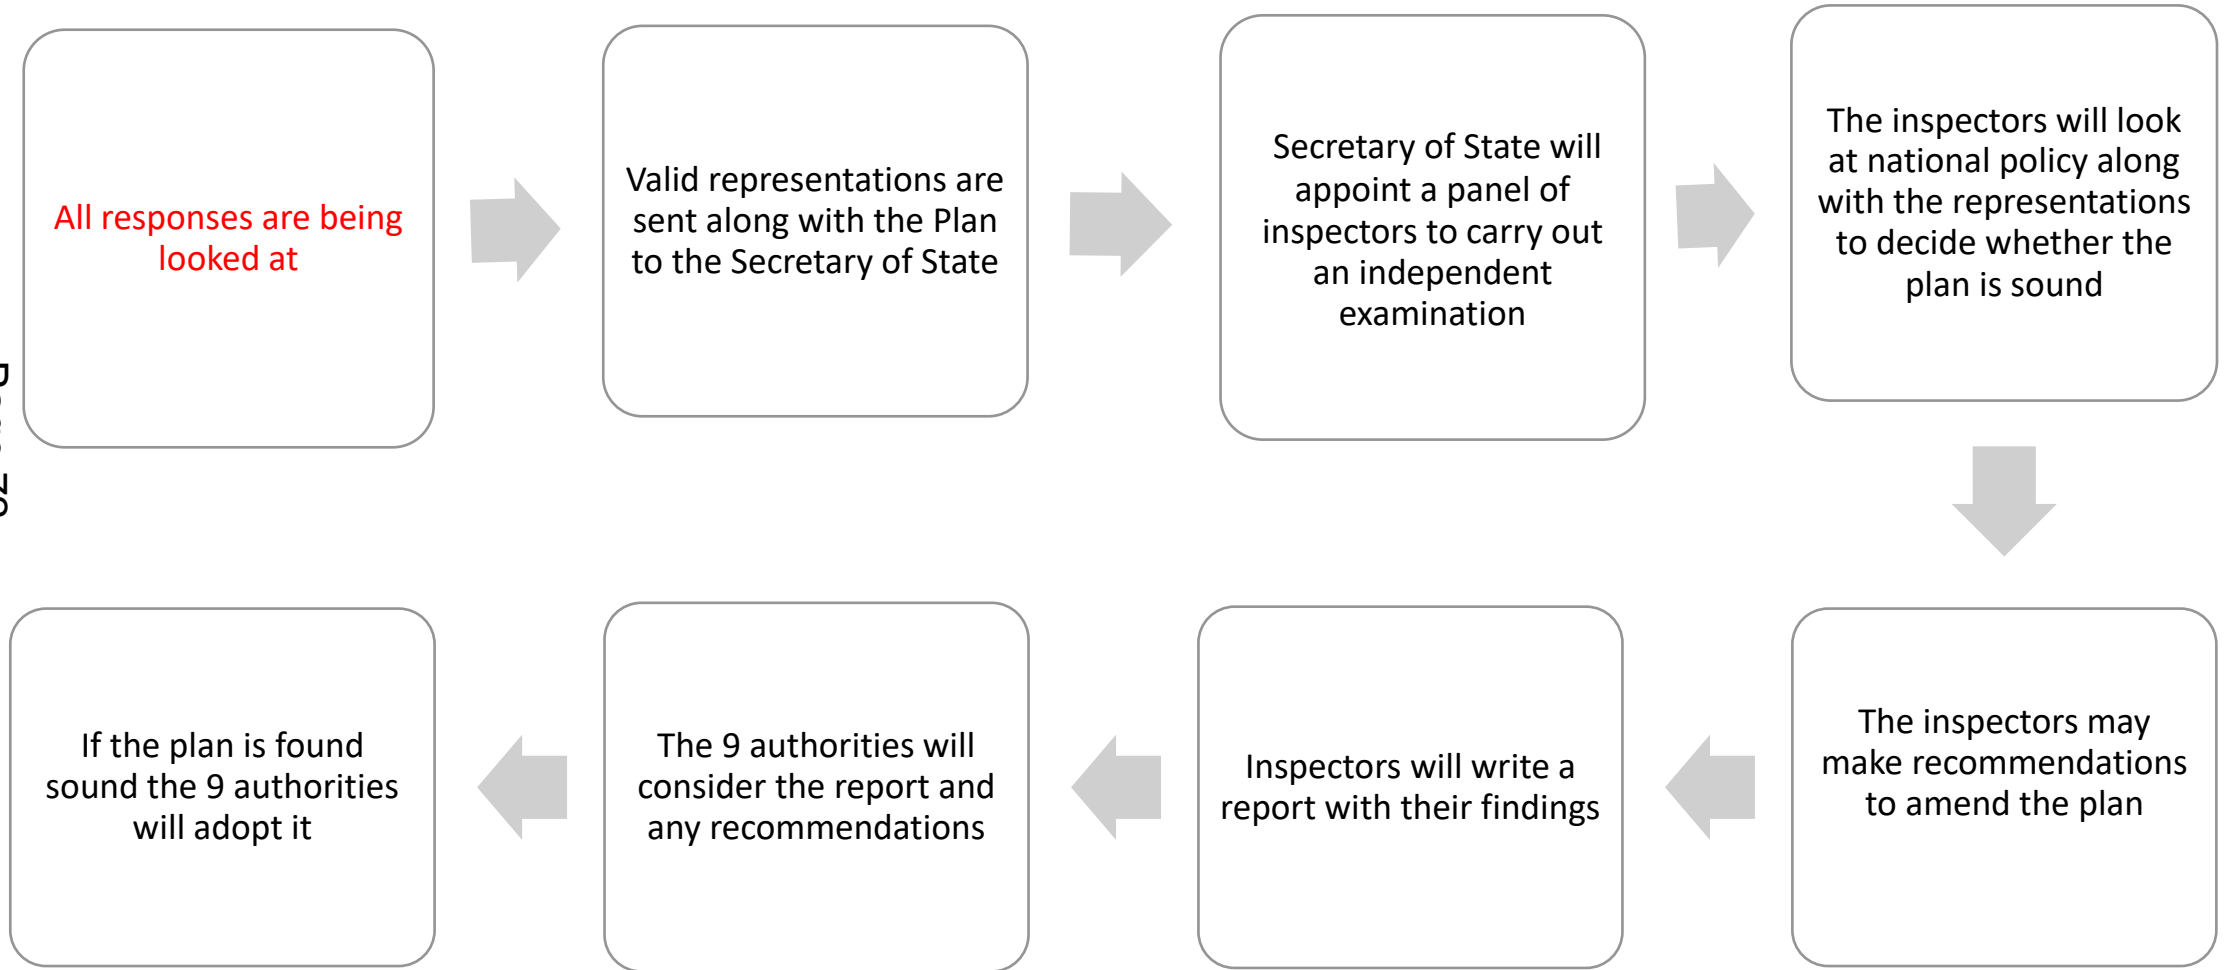 All responses are being
looked at
Valid representations are
sent along with the Plan
to the Secretary of State
Secretary of State will
appoint a panel of
inspectors to carry out
an independent
examination
The inspectors will look
at national policy along
with the representations
to decide whether the
plan is sound
The inspectors may
make recommendations
to amend the plan
Inspectors will write a
report with their findings
The 9 authorities will
consider the report and
any recommendations
If the plan is found
sound the 9 authorities
will adopt it